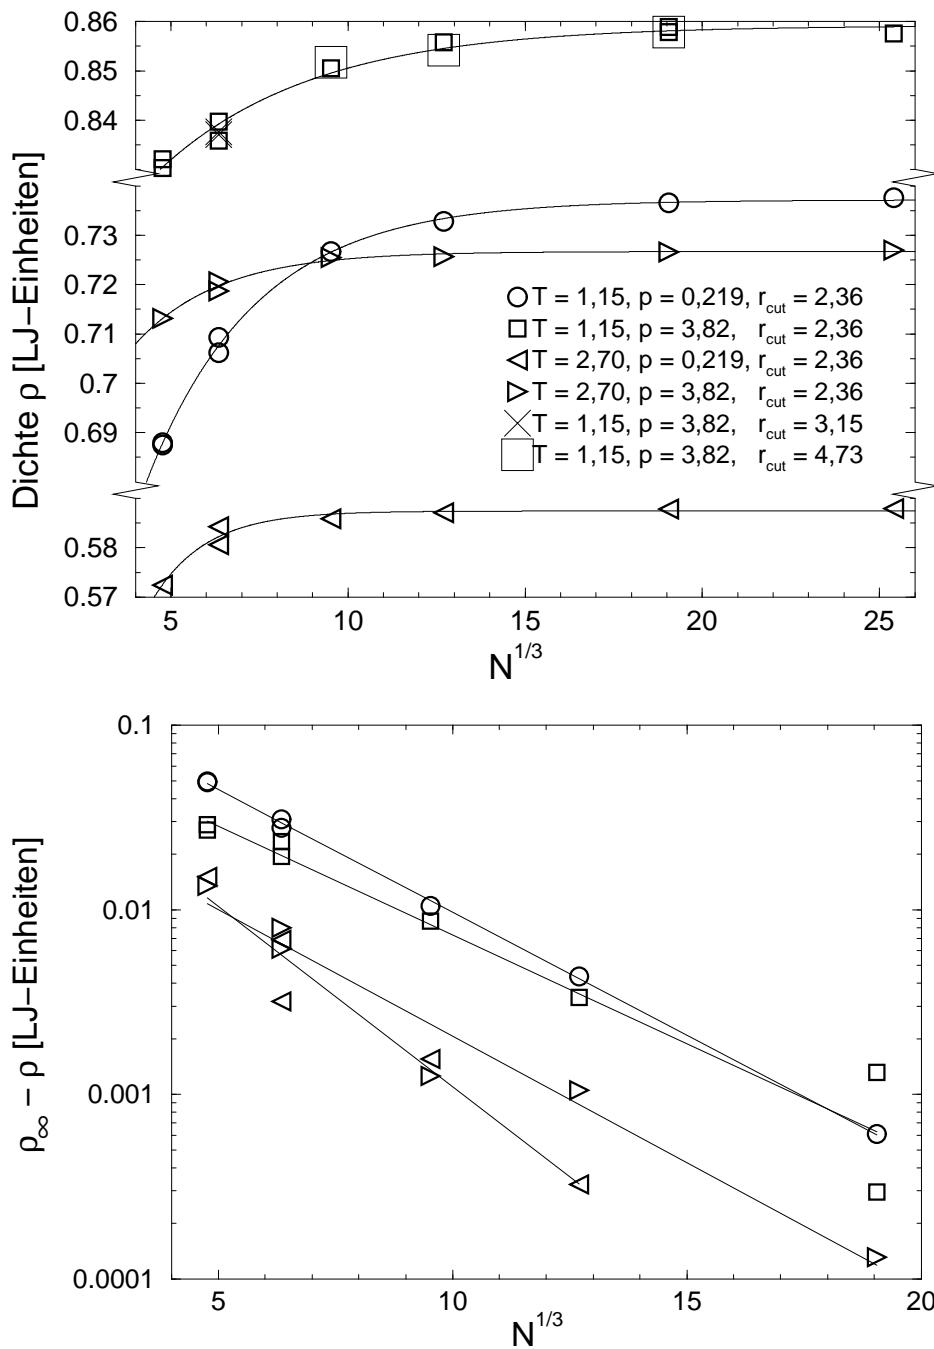 0.86
0.85
0.84
0.73
0.72
0.71
0.7
0.69
0.58
0.57
Dichte ρ [LJ−Einheiten]
T = 1,15, p = 0,219, r_cut = 2,36
T = 1,15, p = 3,82, r_cut = 2,36
T = 2,70, p = 0,219, r_cut = 2,36
T = 2,70, p = 3,82, r_cut = 2,36
T = 1,15, p = 3,82, r_cut = 3,15
T = 1,15, p = 3,82, r_cut = 4,73
5 10 15 20 25
N^1/3
0.1
0.01
0.001
0.0001
ρ_∞ − ρ [LJ−Einheiten]
5 10 15 20
N^1/3